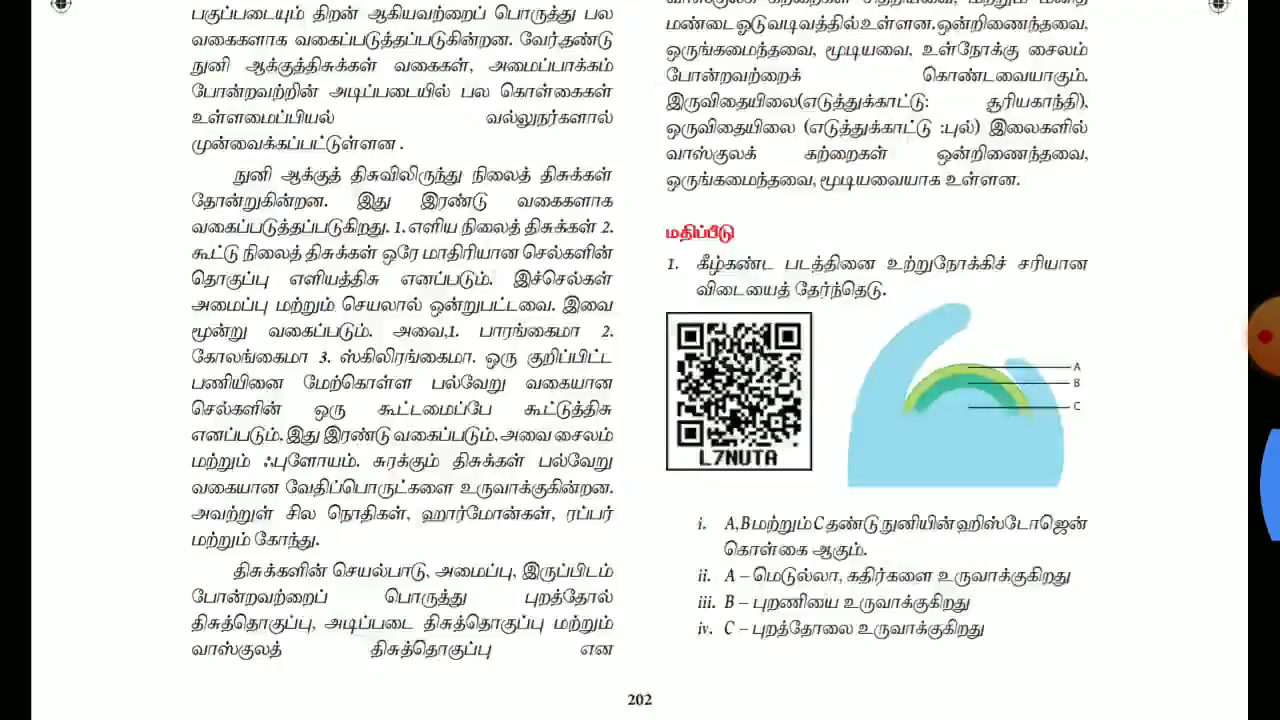 பகுப்படையும் திறன் ஆகியவற்றைப் பொருத்து பல
வகைகளாக வகைப்படுத்தப்படுகின்றன. வேர்,தண்டு
நுனி ஆக்குத்திசுக்கள் வகைகள், அமைப்பாக்கம்
போன்றவற்றின் அடிப்படையில் பல கொள்கைகள்
உள்ளமைப்பியல் வல்லுநர்களால்
முன்வைக்கப்பட்டுள்ளன .
நுனி ஆக்குத் திசுவிலிருந்து நிலைத் திசுக்கள்
தோன்றுகின்றன. இது இரண்டு வகைகளாக
வகைப்படுத்தப்படுகிறது. 1.எளிய நிலைத் திசுக்கள் 2.
கூட்டு நிலைத் திசுக்கள் ஒரே மாதிரியான செல்களின்
தொகுப்பு எளியத்திசு எனப்படும். இச்செல்கள்
அமைப்பு மற்றும் செயலால் ஒன்றுபட்டவை. இவை
மூன்று வகைப்படும். அவை,1. பாரங்கைமா 2.
கோலங்கைமா 3. ஸ்கிலிரங்கைமா. ஒரு குறிப்பிட்ட
பணியினை மேற்கொள்ள பல்வேறு வகையான
செல்களின் ஒரு கூட்டமைப்பே கூட்டுத்திசு
எனப்படும். இது இரண்டு வகைப்படும். அவை சைலம்
மற்றும் ஃபுளோயம். சுரக்கும் திசுக்கள் பல்வேறு
வகையான வேதிப்பொருட்களை உருவாக்குகின்றன.
அவற்றுள் சில நொதிகள், ஹார்மோன்கள், ரப்பர்
மற்றும் கோந்து.
திசுக்களின் செயல்பாடு, அமைப்பு, இருப்பிடம்
போன்றவற்றைப் பொருத்து புறத்தோல்
திசுத்தொகுப்பு, அடிப்படை திசுத்தொகுப்பு மற்றும்
வாஸ்குலத் திசுத்தொகுப்பு என
மண்டை ஓடு வடிவத்தில் உள்ளன. ஒன்றிணைந்தவை,
ஒருங்கமைந்தவை, மூடியவை, உள்நோக்கு சைலம்
போன்றவற்றைக் கொண்டவையாகும்.
இருவிதையிலை(எடுத்துக்காட்டு: சூரியகாந்தி),
ஒருவிதையிலை (எடுத்துக்காட்டு :புல்) இலைகளில்
வாஸ்குலக் கற்றைகள் ஒன்றிணைந்தவை,
ஒருங்கமைந்தவை, மூடியவையாக உள்ளன.
மதிப்பீடு
1. கீழ்கண்ட படத்தினை உற்றுநோக்கிச் சரியான
விடையைத் தேர்ந்தெடு.
A
B
C
L7NUTA
i. A,B மற்றும் C தண்டு நுனியின் ஹிஸ்டோஜென்
கொள்கை ஆகும்.
ii. A – மெடுல்லா, கதிர்களை உருவாக்குகிறது
iii. B – புறணியை உருவாக்குகிறது
iv. C – புறத்தோலை உருவாக்குகிறது
202